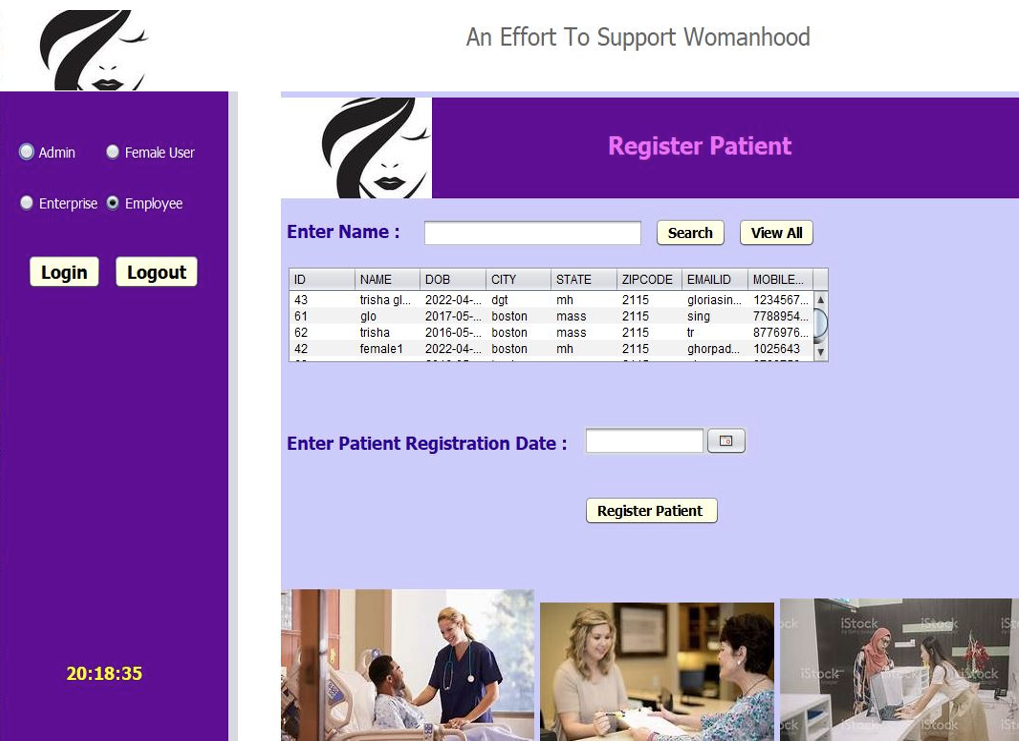 An Effort To Support Womanhood
Register Patient
Admin Female User
Enterprise Employee
Login Logout
Enter Name : Search View All
ID NAME DOB CITY STATE ZIPCODE EMAILID MOBILE...
43 trisha gl... 2022-04-... dgt mh 2115 gloriasin... 1234567...
61 glo 2017-05-... boston mass 2115 sing 7788954...
62 trisha 2016-05-... boston mass 2115 tr 8776976...
42 female1 2022-04-... boston mh 2115 ghorpad... 1025643
Enter Patient Registration Date :
Register Patient
20:18:35
iStock iStock
iStock iStock iStock
iStock iStock